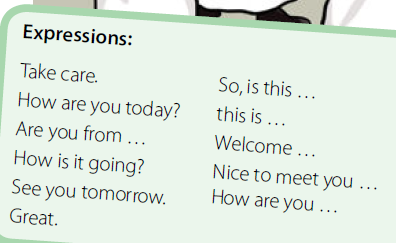 Expressions:
Take care.
How are you today?
Are you from …
How is it going?
See you tomorrow.
Great.
So, is this …
this is …
Welcome …
Nice to meet you …
How are you …